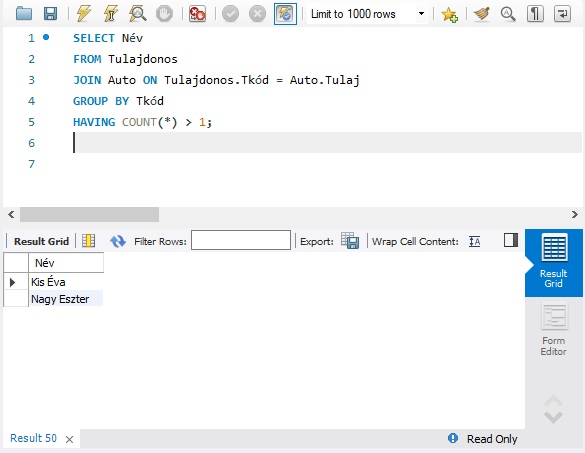 Limit to 1000 rows
1 SELECT Név
2 FROM Tulajdonos
3 JOIN Auto ON Tulajdonos.Tkód = Auto.Tulaj
4 GROUP BY Tkód
5 HAVING COUNT(*) > 1;
6
7
Result Grid Filter Rows: Export: Wrap Cell Content:
Név
Kis Éva
Nagy Eszter
Result
Grid
Form
Editor
Result 50 Read Only